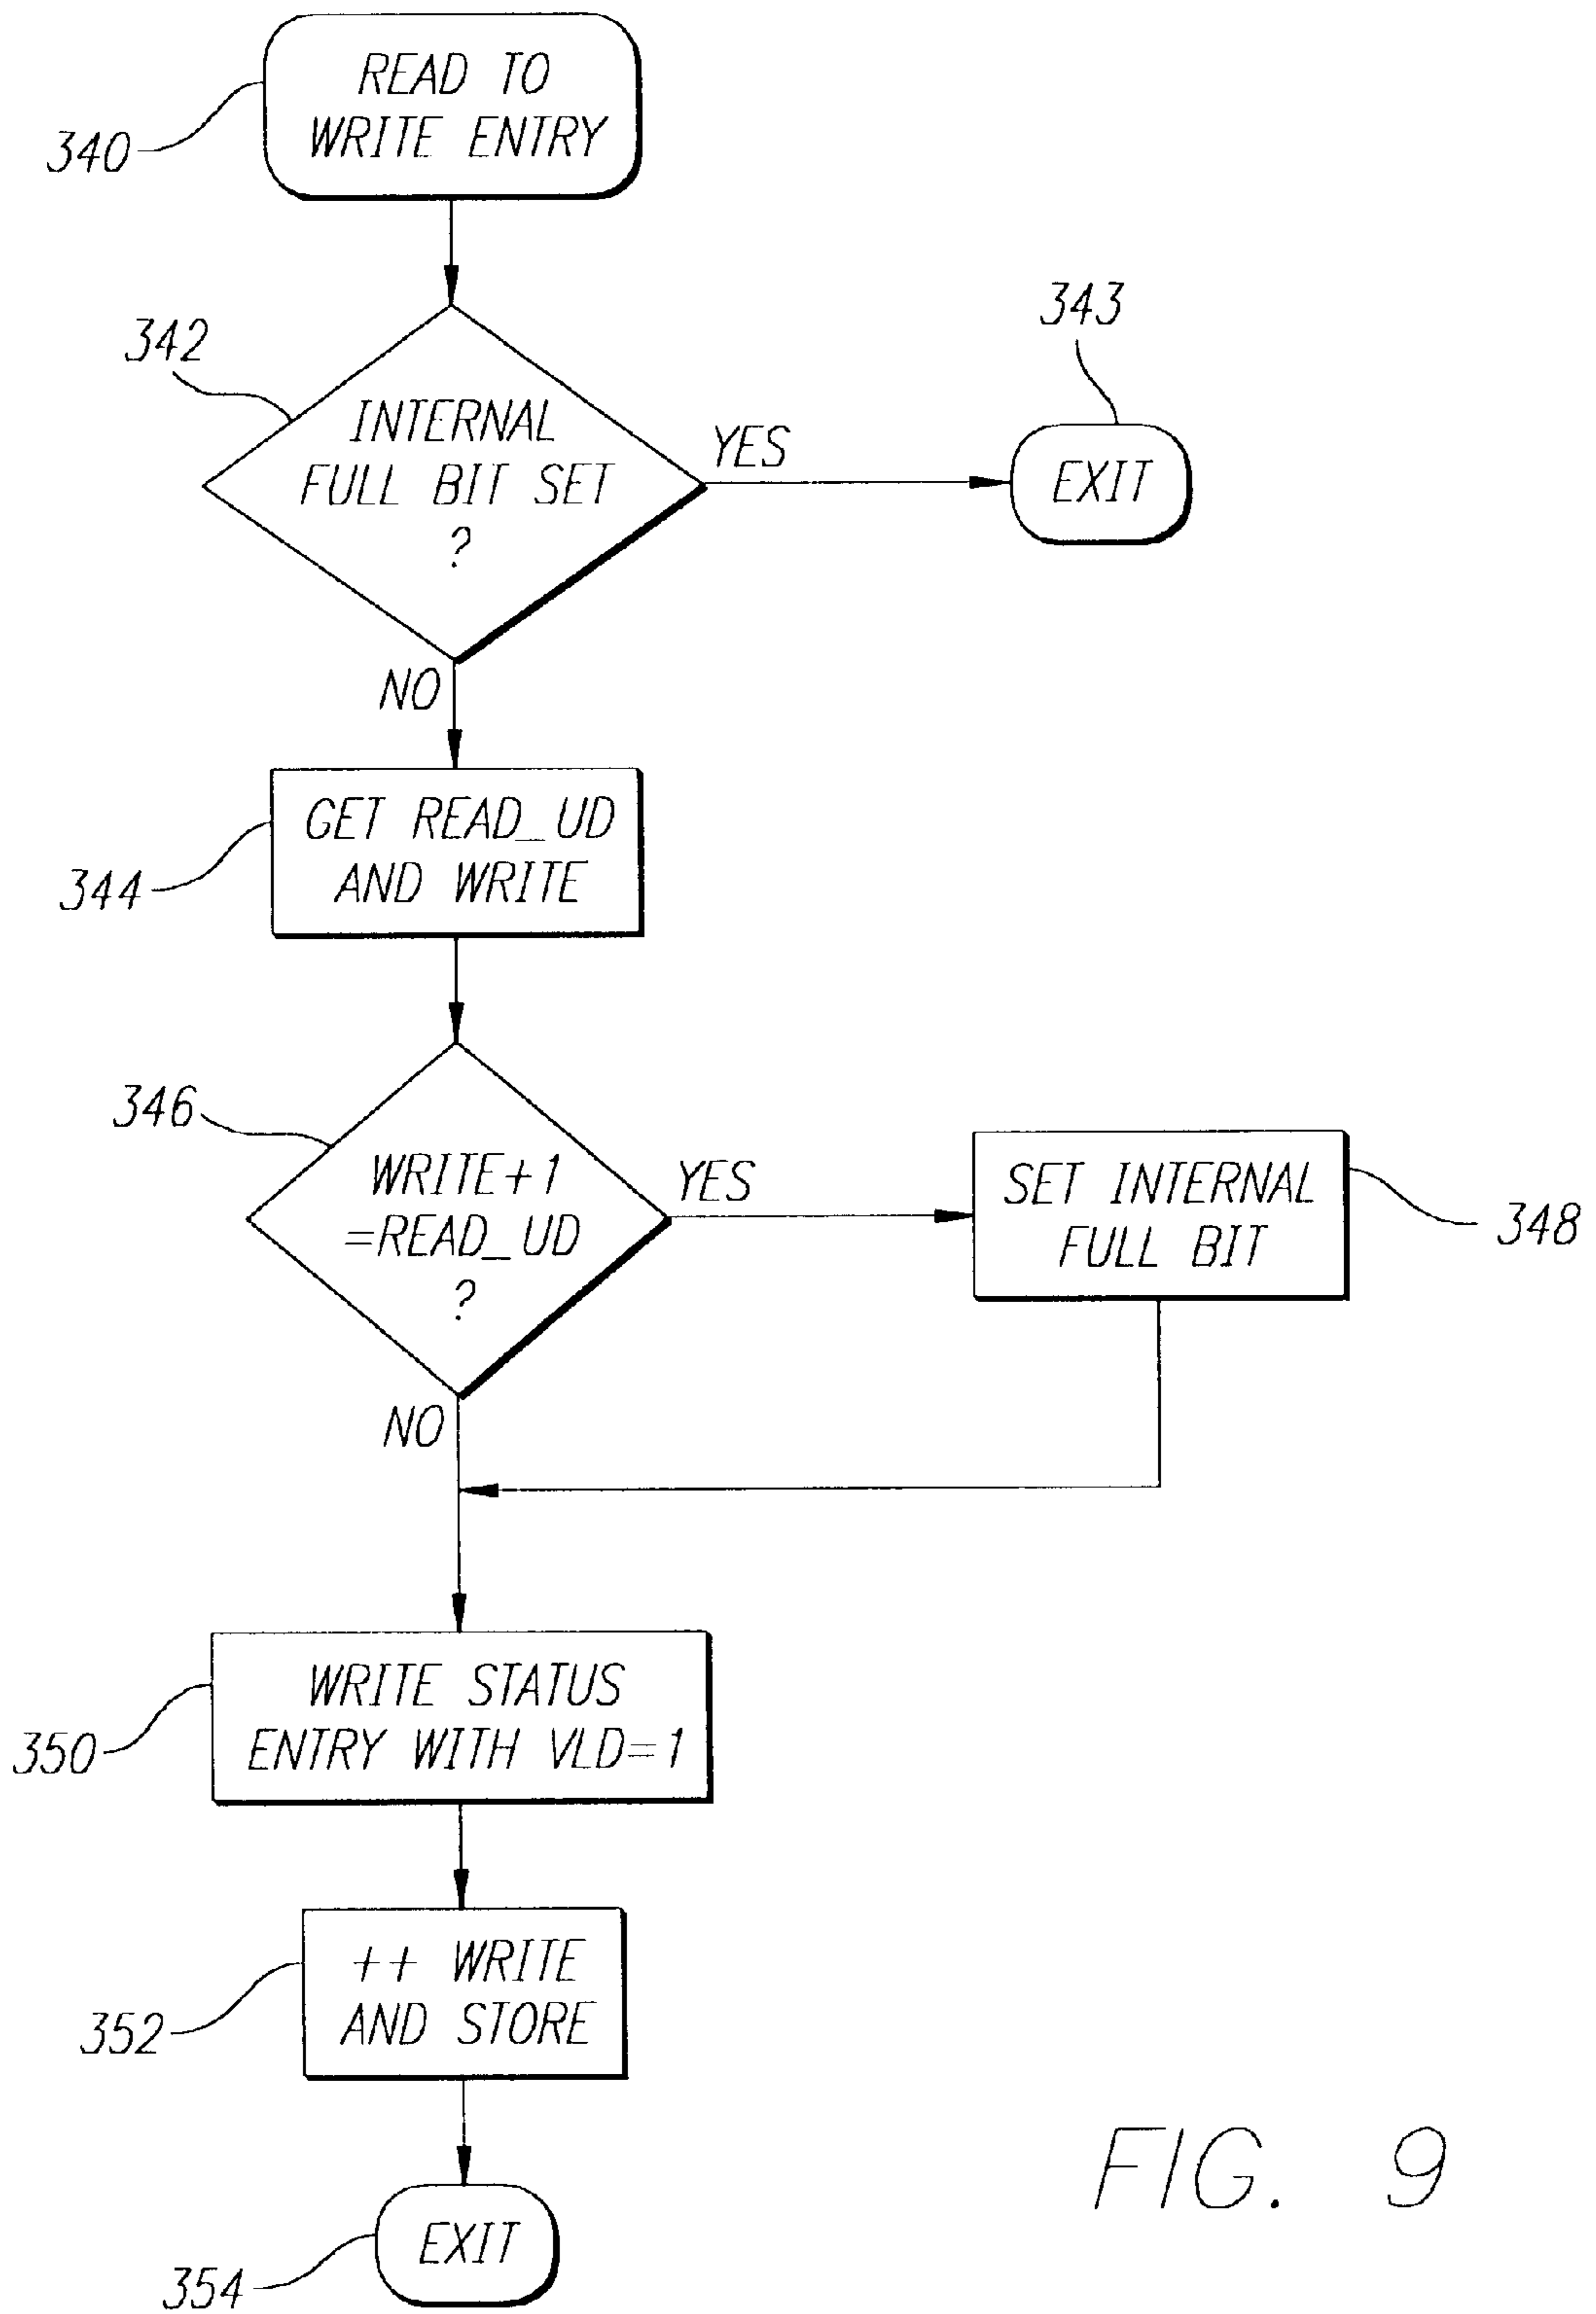 READ TO
WRITE ENTRY
340
342
INTERNAL
FULL BIT SET
?
YES
343
EXIT
NO
GET READ_UD
AND WRITE
344
346
WRITE+1
=READ_UD
?
YES
SET INTERNAL
FULL BIT
348
NO
WRITE STATUS
ENTRY WITH VLD=1
350
++ WRITE
AND STORE
352
EXIT
354
FIG. 9